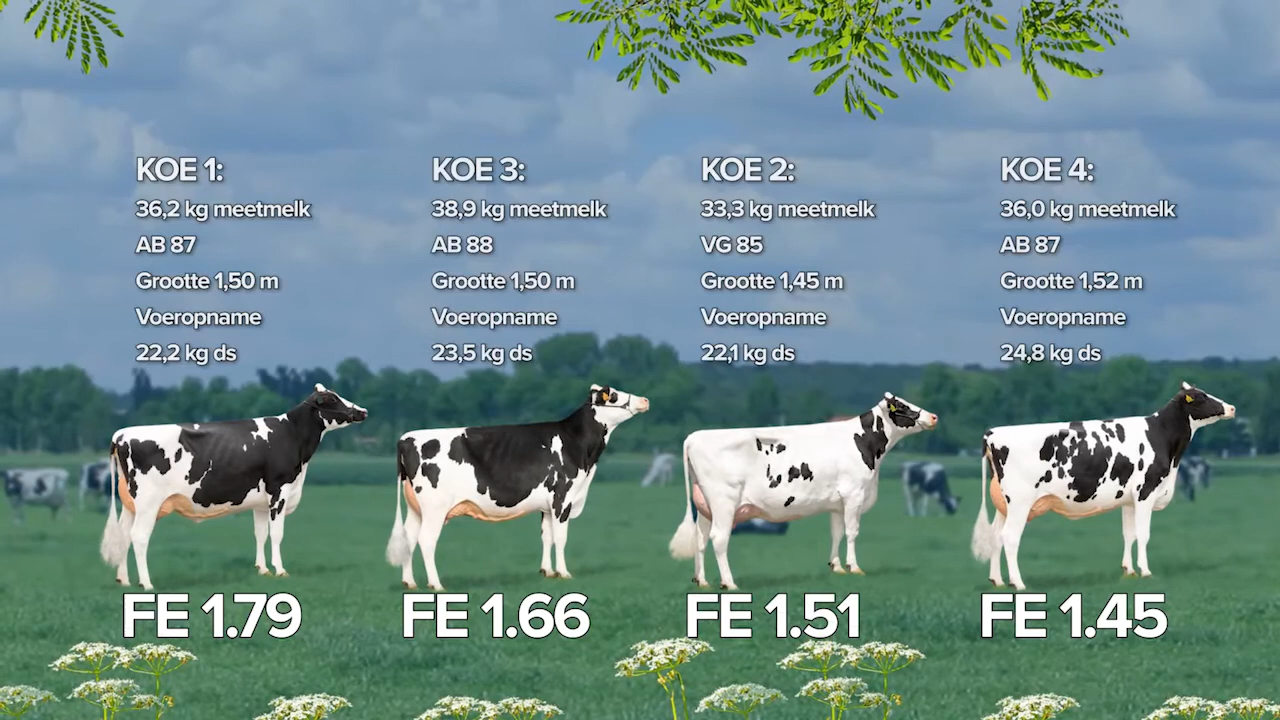 KOE 1:
36,2 kg meetmelk
AB 87
Grootte 1,50 m
Voeropname
22,2 kg ds
FE 1.79
KOE 3:
38,9 kg meetmelk
AB 88
Grootte 1,50 m
Voeropname
23,5 kg ds
FE 1.66
KOE 2:
33,3 kg meetmelk
VG 85
Grootte 1,45 m
Voeropname
22,1 kg ds
FE 1.51
KOE 4:
36,0 kg meetmelk
AB 87
Grootte 1,52 m
Voeropname
24,8 kg ds
FE 1.45